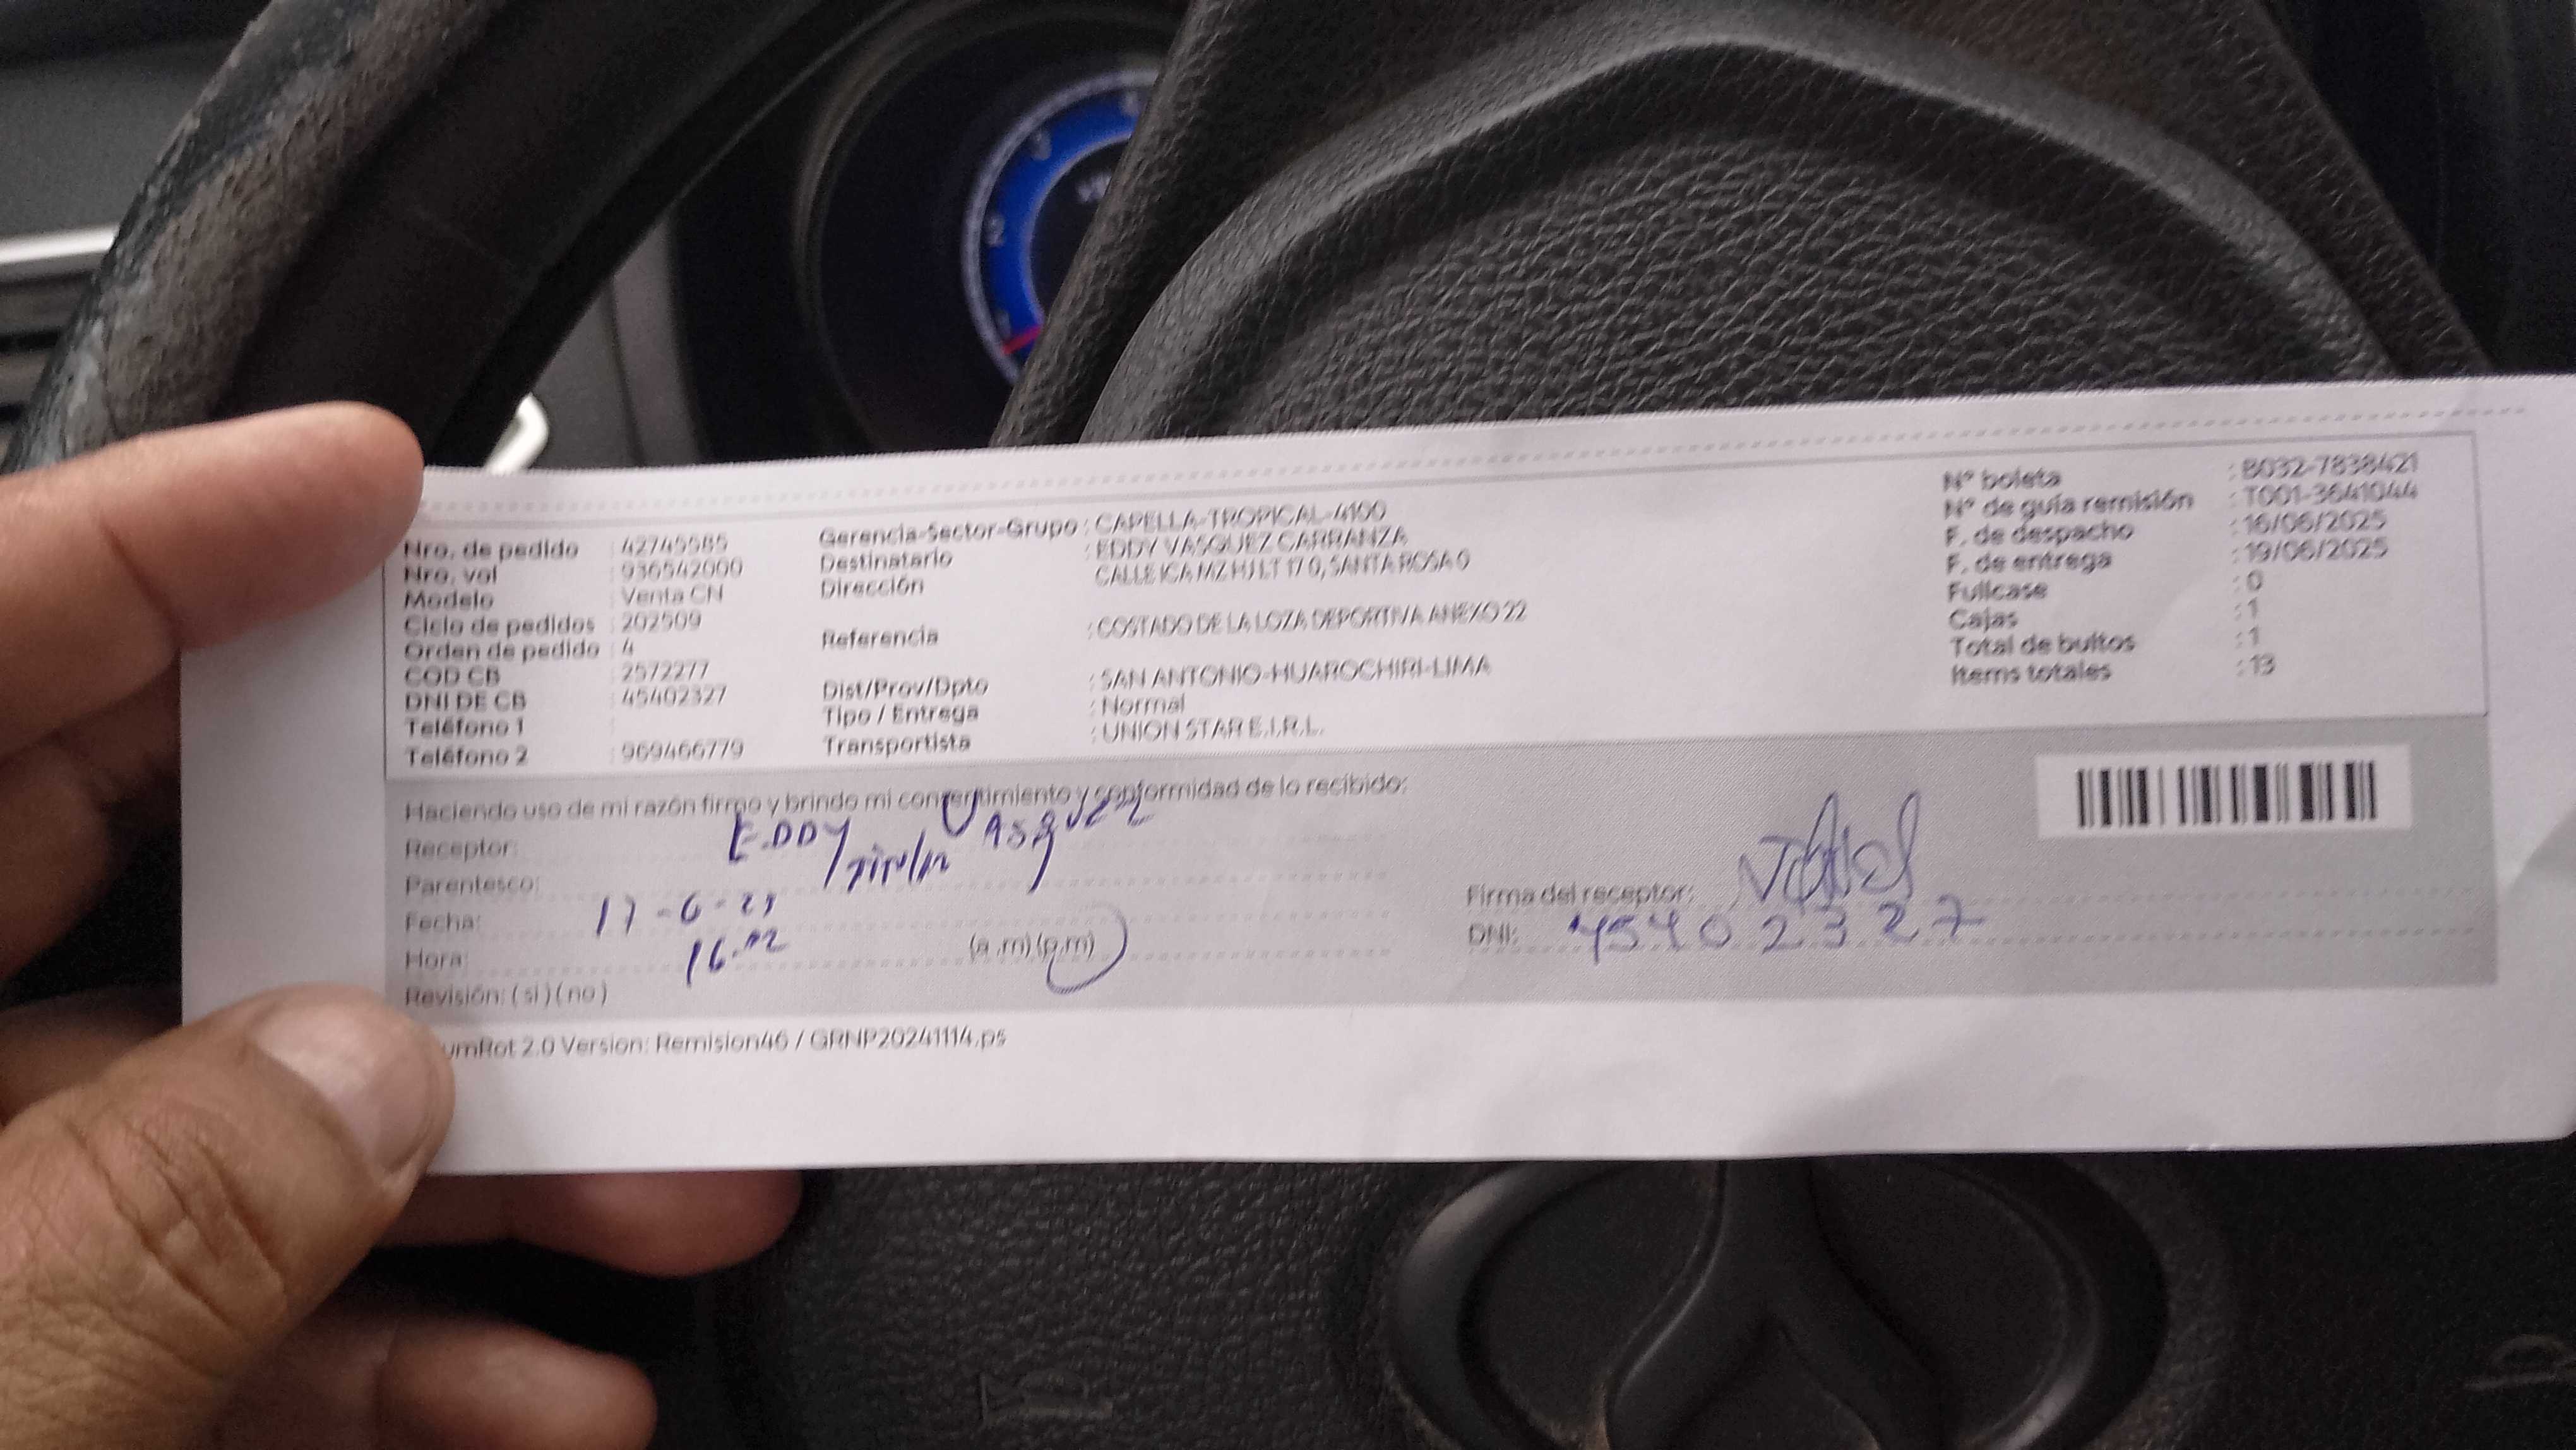 Nro. de pedido : 42749585
Nro. vol : 936542000
Modelo : Venta CN
Ciclo de pedidos : 202509
Orden de pedido : 4
COD CB : 2572277
DNI DE CB : 45402327
Teléfono 1 :
Teléfono 2 : 969466779
Gerencia-Sector-Grupo : CAPELLA-TROPICAL-4100
Destinatario : EDDY VASQUEZ CARRANZA
Dirección CALLE ICA MZ HJ LT 17 0, SANTA ROSA 0
Referencia : COSTADO DE LA LOZA DEPORTIVA ANEXO 22
Dist/Prov/Dpto : SAN ANTONIO-HUAROCHIRI-LIMA
Tipo / Entrega : Normal
Transportista : UNION STAR E.I.R.L.
N° boleta : B032-7838421
N° de guía remisión : T001-3641044
F. de despacho : 16/06/2025
F. de entrega : 19/06/2025
Fullcase : 0
Cajas : 1
Total de bultos : 1
Items totales : 13
Haciendo uso de mi razón firmo y brindo mi consentimiento y conformidad de lo recibido:
Receptor: EDDY VASQUEZ
Parentesco: Titular
Fecha: 17-6-25
Hora: (a.m) (p.m)
Revisión: ( si ) ( no )
Firma del receptor:
DNI: 45402327
umRot 2.0 Version: Remision46 / GRNP20241114.ps